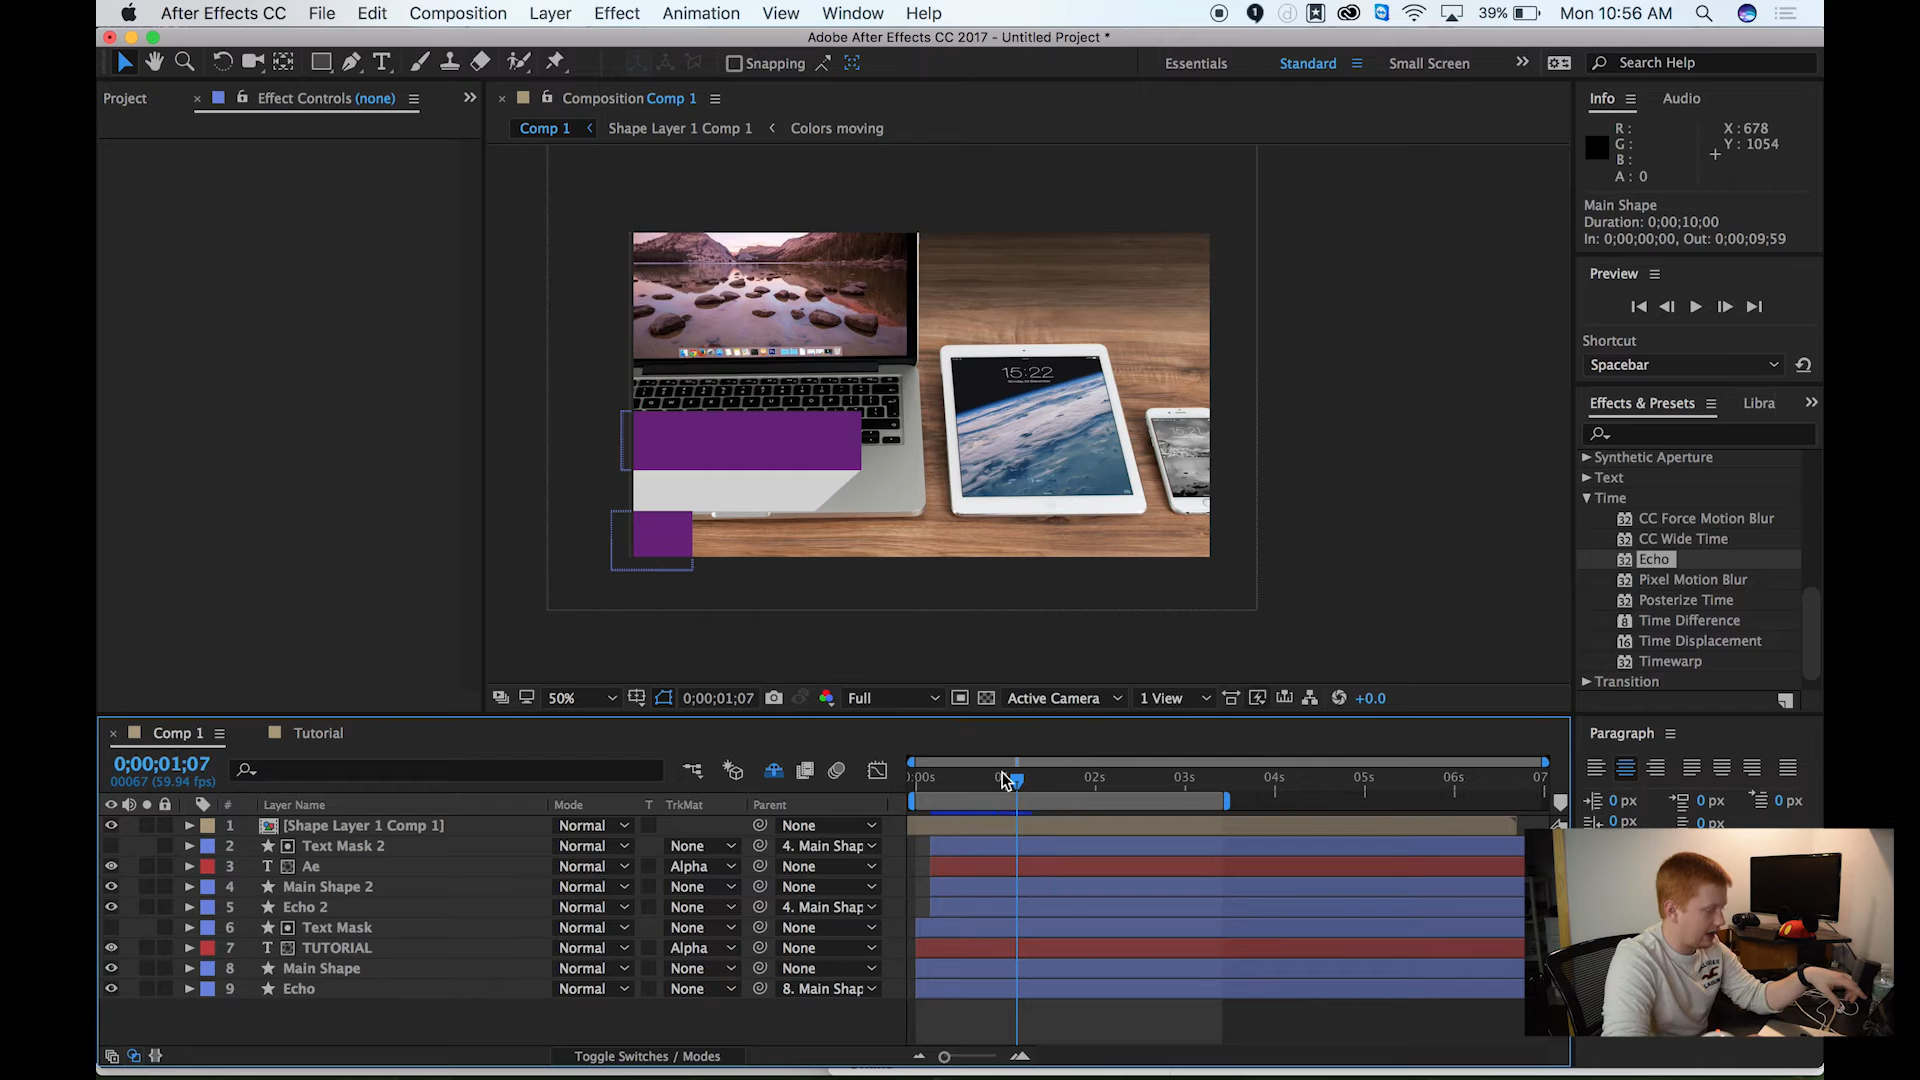 After Effects CC File Edit Composition Layer Effect Animation View Window Help 39% Mon 10:56 AM
Adobe After Effects CC 2017 - Untitled Project *
Snapping Essentials Standard Small Screen Search Help
Project Effect Controls (none) Composition Comp 1 Info Audio
Comp 1 Shape Layer 1 Comp 1 Colors moving
R: X: 678
G: Y: 1054
B:
A: 0
Main Shape
Duration: 0;00;10;00
In: 0;00;00;00, Out: 0;00;09;59
Preview
Shortcut
Spacebar
15:22
Effects & Presets Libra
Synthetic Aperture
Text
Time
32 CC Force Motion Blur
32 CC Wide Time
32 Echo
32 Pixel Motion Blur
32 Posterize Time
8 Time Difference
16 Time Displacement
32 Timewarp
Transition
50% 0;00;01;07 Full Active Camera 1 View +0.0
Comp 1 Tutorial Paragraph
0;00;01;07
00067 (59.94 fps)
:00s 02s 03s 04s 05s 06s 07
0 px 0 px 0 px
0 px 0 px
# Layer Name Mode T TrkMat Parent
1 [Shape Layer 1 Comp 1] Normal None
2 Text Mask 2 Normal None 4. Main Shap
3 T Ae Normal Alpha None
4 Main Shape 2 Normal None None
5 Echo 2 Normal None 4. Main Shap
6 Text Mask Normal None None
7 T TUTORIAL Normal Alpha None
8 Main Shape Normal None None
9 Echo Normal None 8. Main Shap
Toggle Switches / Modes